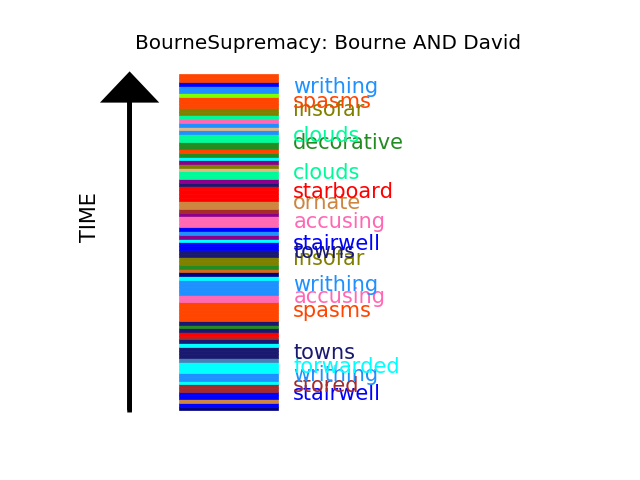 BourneSupremacy: Bourne AND David
TIME
writhing
spasms
insofar
clouds
decorative
clouds
starboard
ornate
accusing
stairwell
towns
insofar
writhing
accusing
spasms
towns
forwarded
writhing
stored
stairwell